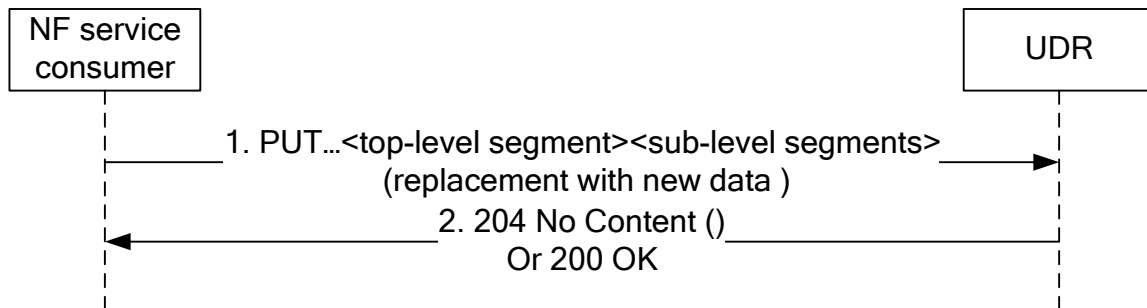 NF service
consumer
UDR
1. PUT…<top-level segment><sub-level segments>
(replacement with new data )
2. 204 No Content ()
Or 200 OK